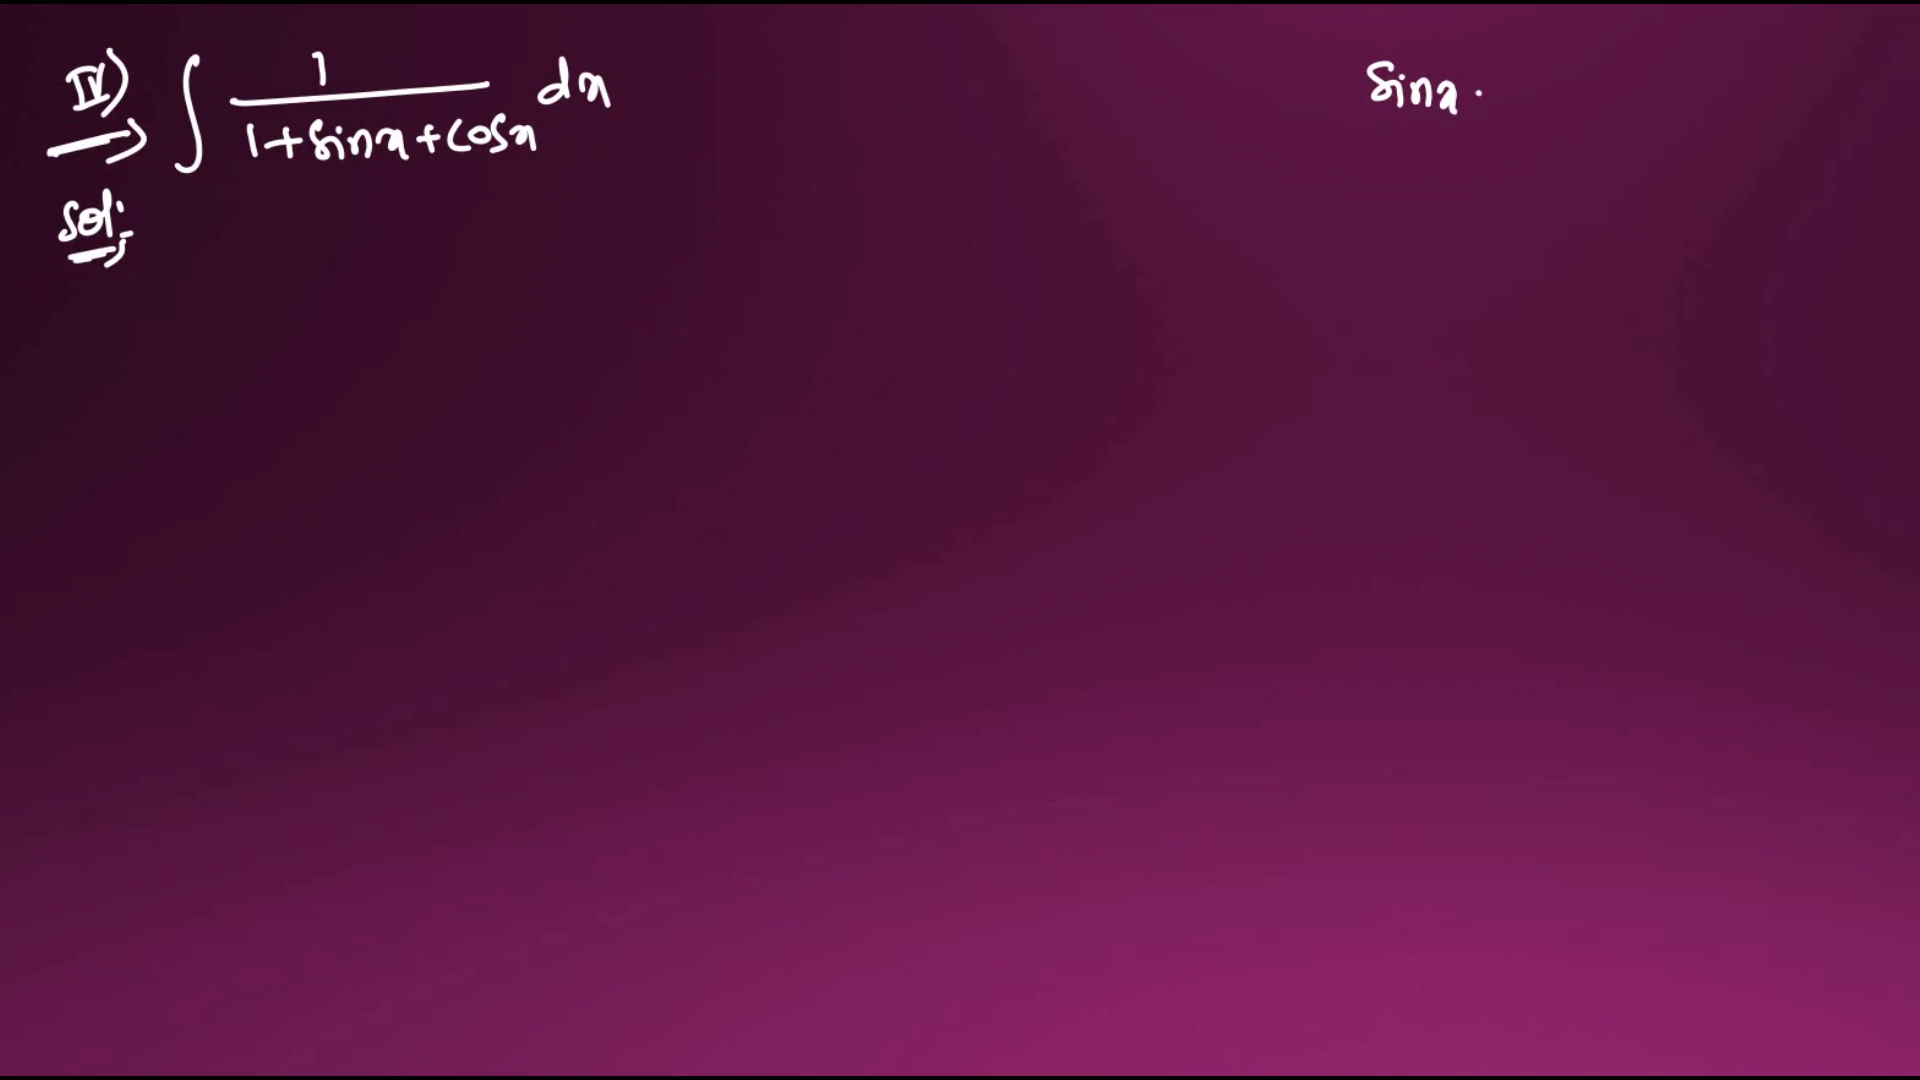 IV) ∫ 1/(1+sinx+cosx) dx
sinx.
Sol: